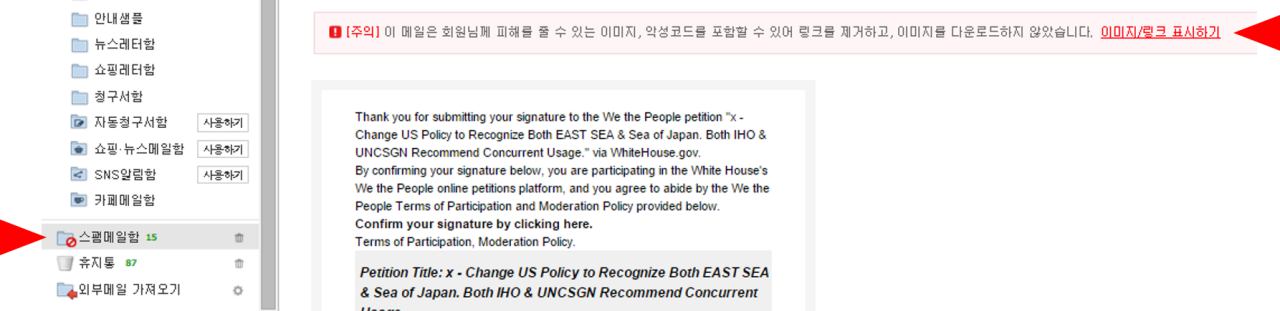 안내샘플
뉴스레터함
쇼핑레터함
청구서함
자동청구서함 사용하기
쇼핑·뉴스메일함 사용하기
SNS알림함 사용하기
카페메일함
스팸메일함 15
휴지통 87
외부메일 가져오기
[주의] 이 메일은 회원님께 피해를 줄 수 있는 이미지, 악성코드를 포함할 수 있어 링크를 제거하고, 이미지를 다운로드하지 않았습니다. 이미지/링크 표시하기
Thank you for submitting your signature to the We the People petition "x -
Change US Policy to Recognize Both EAST SEA & Sea of Japan. Both IHO &
UNCSGN Recommend Concurrent Usage." via WhiteHouse.gov.
By confirming your signature below, you are participating in the White House's
We the People online petitions platform, and you agree to abide by the We the
People Terms of Participation and Moderation Policy provided below.
Confirm your signature by clicking here.
Terms of Participation, Moderation Policy.
Petition Title: x - Change US Policy to Recognize Both EAST SEA
& Sea of Japan. Both IHO & UNCSGN Recommend Concurrent